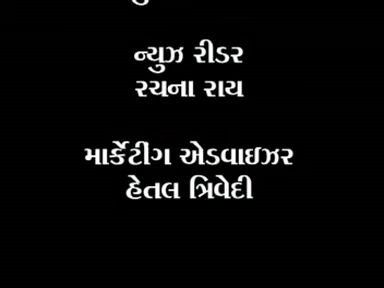 ન્યુઝ રીડર
રચના રાય
માર્કેટીગ એડવાઇઝર
હેતલ ત્રિવેદી